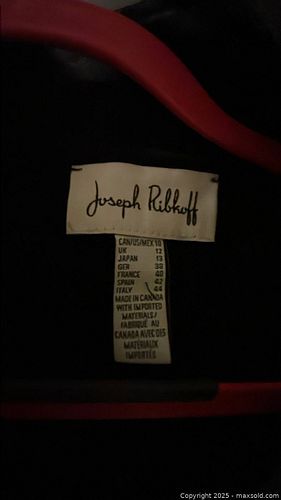 Joseph Ribkoff
CAN/US/MEX 10
UK 12
JAPAN 13
GER 38
FRANCE 40
SPAIN 42
ITALY 44
MADE IN CANADA
WITH IMPORTED
MATERIALS/
FABRIQUÉ AU
CANADA AVEC DES
MATÉRIAUX
IMPORTÉS
Copyright 2025 - maxsold.com